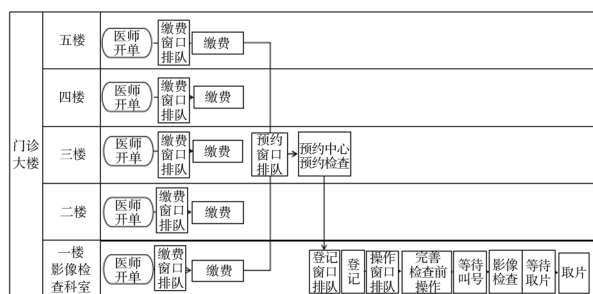 门诊
大楼
五楼
医师
开单
缴费
窗口
排队
缴费
四楼
医师
开单
缴费
窗口
排队
缴费
三楼
医师
开单
缴费
窗口
排队
缴费
预约
窗口
排队
预约中心
预约检查
二楼
医师
开单
缴费
窗口
排队
缴费
一楼
影像检
查科室
医师
开单
缴费
窗口
排队
缴费
登记
窗口
排队
登
记
操作
窗口
排队
完善
检查前
操作
等待
叫号
影像
检查
等待
取片
取片